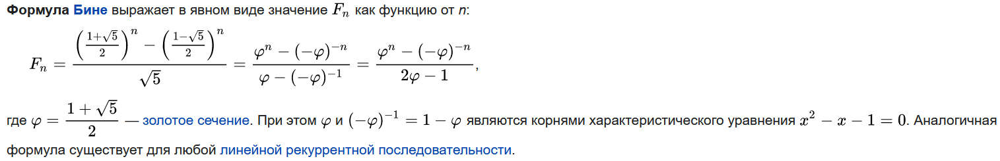 Формула Бине выражает в явном виде значение $F_n$ как функцию от n:
$F_n = \frac{\left(\frac{1+\sqrt{5}}{2}\right)^n - \left(\frac{1-\sqrt{5}}{2}\right)^n}{\sqrt{5}} = \frac{\varphi^n - (-\varphi)^{-n}}{\varphi - (-\varphi)^{-1}} = \frac{\varphi^n - (-\varphi)^{-n}}{2\varphi - 1}$,
где $\varphi = \frac{1+\sqrt{5}}{2}$ — золотое сечение. При этом $\varphi$ и $(-\varphi)^{-1} = 1 - \varphi$ являются корнями характеристического уравнения $x^2 - x - 1 = 0$. Аналогичная
формула существует для любой линейной рекуррентной последовательности.